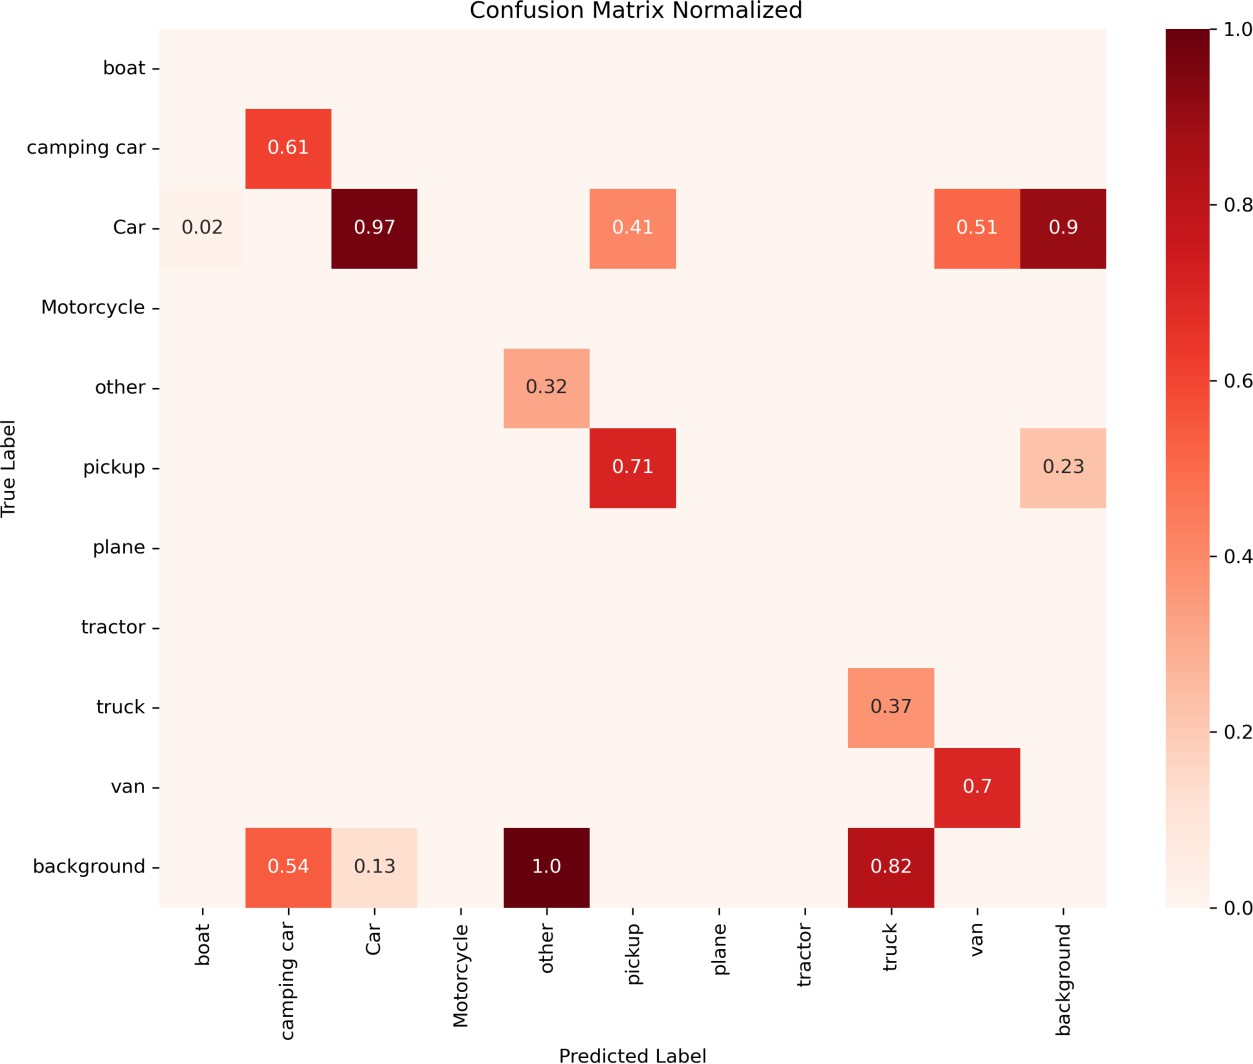 Confusion Matrix Normalized
boat
camping car 0.61
Car 0.02 0.97 0.41 0.51 0.9
Motorcycle
other 0.32
pickup 0.71 0.23
plane
tractor
truck 0.37
van 0.7
background 0.54 0.13 1.0 0.82
True Label
boat camping car Car Motorcycle other pickup plane tractor truck van background
Predicted Label
1.0
0.8
0.6
0.4
0.2
0.0